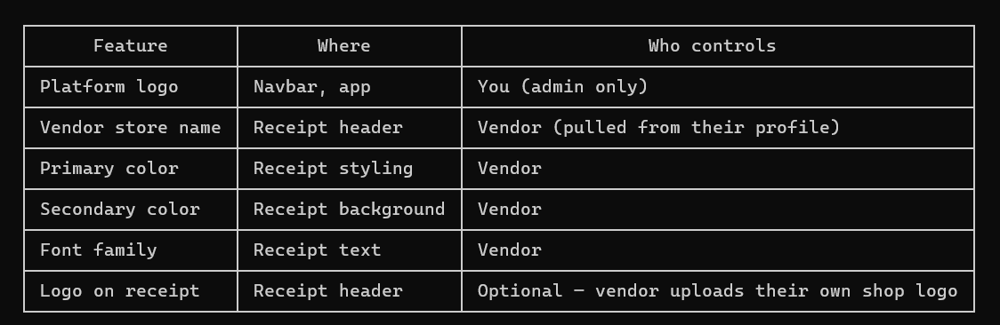 Feature Where Who controls
Platform logo Navbar, app You (admin only)
Vendor store name Receipt header Vendor (pulled from their profile)
Primary color Receipt styling Vendor
Secondary color Receipt background Vendor
Font family Receipt text Vendor
Logo on receipt Receipt header Optional — vendor uploads their own shop logo